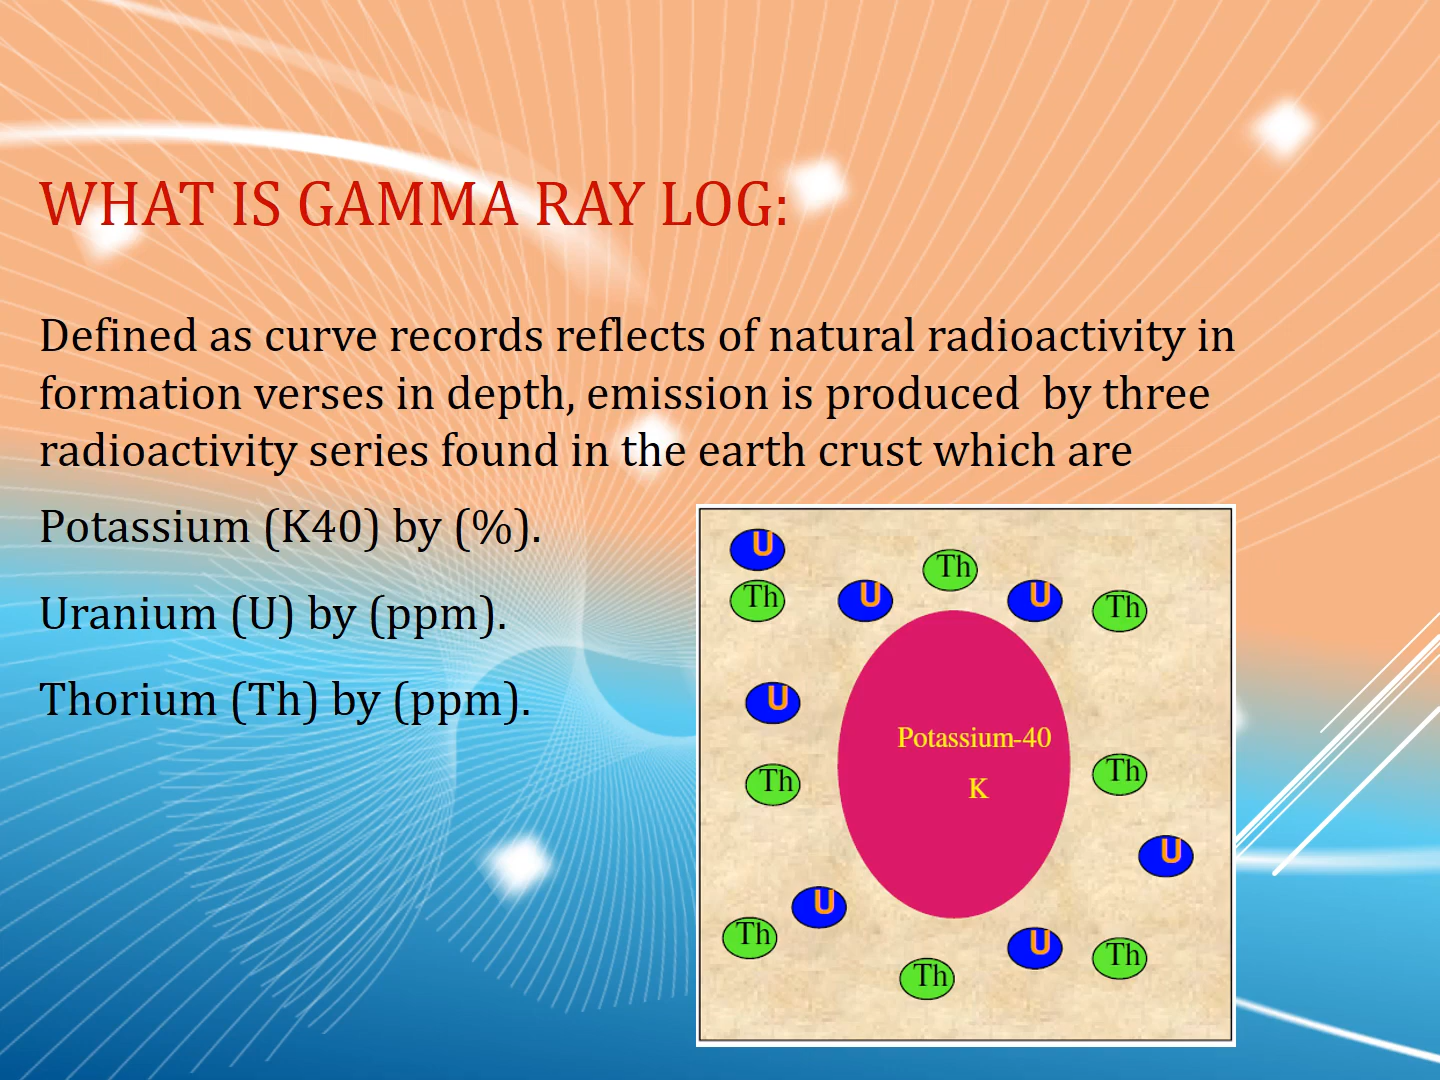 WHAT IS GAMMA RAY LOG:
Defined as curve records reflects of natural radioactivity in
formation verses in depth, emission is produced  by three
radioactivity series found in the earth crust which are
Potassium (K40) by (%).
Uranium (U) by (ppm).
Thorium (Th) by (ppm).
U
Th
Th
U
U
Th
U
Potassium-40
K
Th
Th
U
U
Th
U
Th
Th